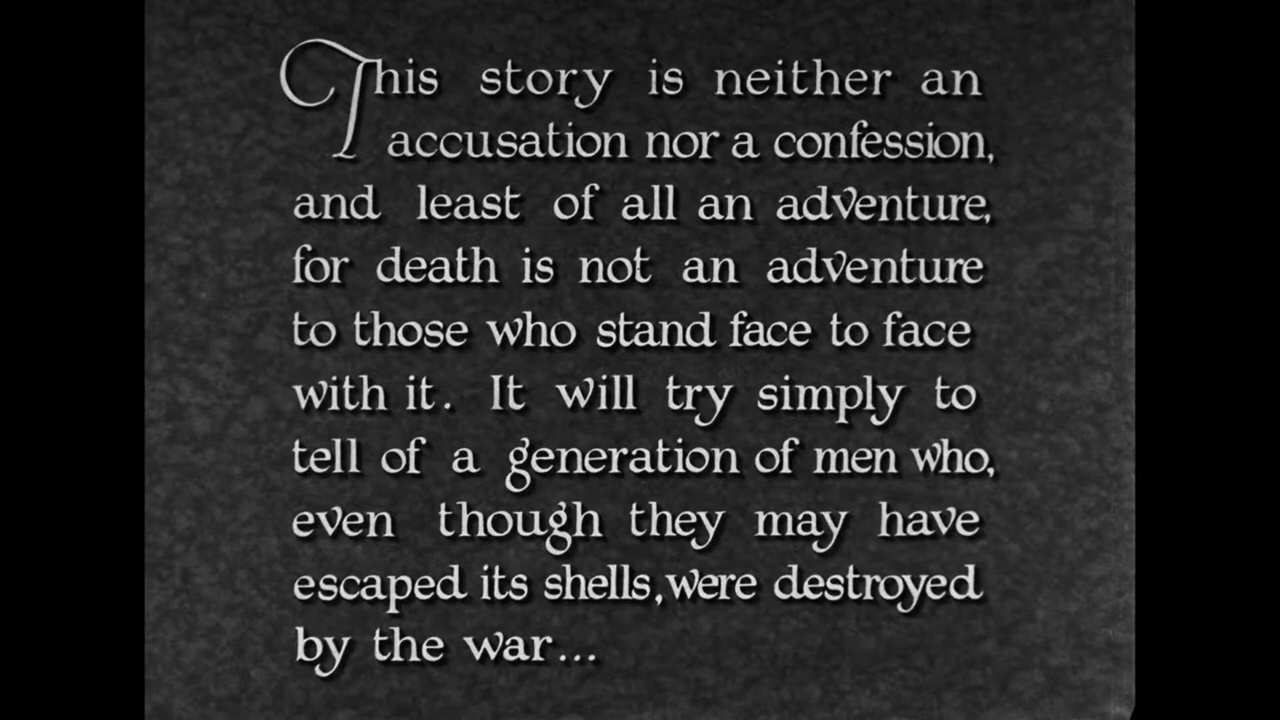 This story is neither an
accusation nor a confession,
and least of all an adventure,
for death is not an adventure
to those who stand face to face
with it. It will try simply to
tell of a generation of men who,
even though they may have
escaped its shells, were destroyed
by the war...